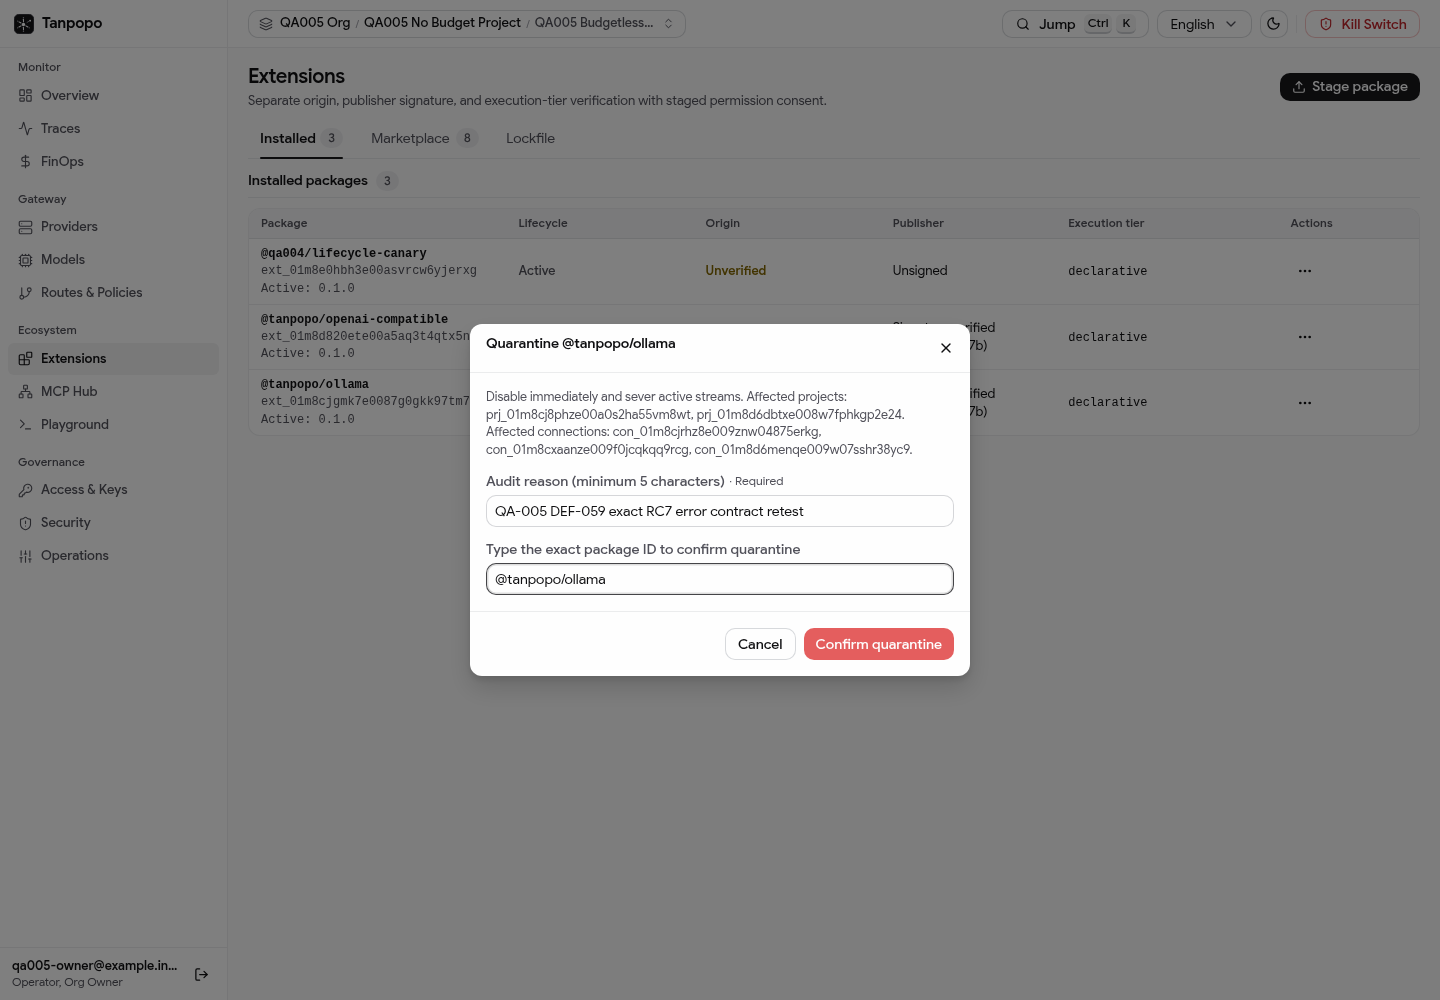 Tanpopo
QA005 Org / QA005 No Budget Project / QA005 Budgetless...
Jump Ctrl K
English
Kill Switch
Monitor
Overview
Traces
FinOps
Gateway
Providers
Models
Routes & Policies
Ecosystem
Extensions
MCP Hub
Playground
Governance
Access & Keys
Security
Operations
qa005-owner@example.in...
Operator, Org Owner
Extensions
Separate origin, publisher signature, and execution-tier verification with staged permission consent.
Stage package
Installed 3 Marketplace 8 Lockfile
Installed packages 3
Package Lifecycle Origin Publisher Execution tier Actions
@qa004/lifecycle-canary
ext_01m8e0hbh3e00asvrcw6yjerxg Active Unverified Unsigned declarative
Active: 0.1.0
@tanpopo/openai-compatible
ext_01m8d820ete00a5aq3t4qtx5n declarative
Active: 0.1.0
@tanpopo/ollama
ext_01m8cjgmk7e0087g0gkk97tm7 declarative
Active: 0.1.0
Quarantine @tanpopo/ollama
Disable immediately and sever active streams. Affected projects:
prj_01m8cj8phze00a0s2ha55vm8wt, prj_01m8d6dbtxe008w7fphkgp2e24.
Affected connections: con_01m8cjrhz8e009znw04875erkg,
con_01m8cxaanze009f0jcqkqq9rcg, con_01m8d6menqe009w07sshr38yc9.
Audit reason (minimum 5 characters) · Required
QA-005 DEF-059 exact RC7 error contract retest
Type the exact package ID to confirm quarantine
@tanpopo/ollama
Cancel
Confirm quarantine